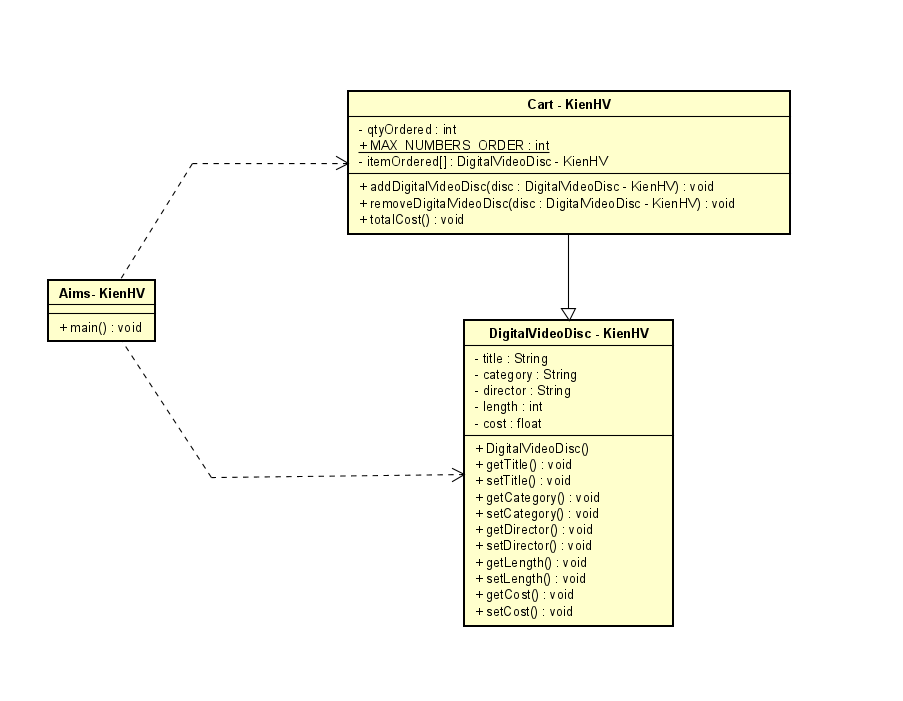 Cart - KienHV
- qtyOrdered : int
+ MAX_NUMBERS_ORDER : int
- itemOrdered[] : DigitalVideoDisc - KienHV
+ addDigitalVideoDisc(disc : DigitalVideoDisc - KienHV) : void
+ removeDigitalVideoDisc(disc : DigitalVideoDisc - KienHV) : void
+ totalCost() : void
Aims- KienHV
+ main() : void
DigitalVideoDisc - KienHV
- title : String
- category : String
- director : String
- length : int
- cost : float
+ DigitalVideoDisc()
+ getTitle() : void
+ setTitle() : void
+ getCategory() : void
+ setCategory() : void
+ getDirector() : void
+ setDirector() : void
+ getLength() : void
+ setLength() : void
+ getCost() : void
+ setCost() : void